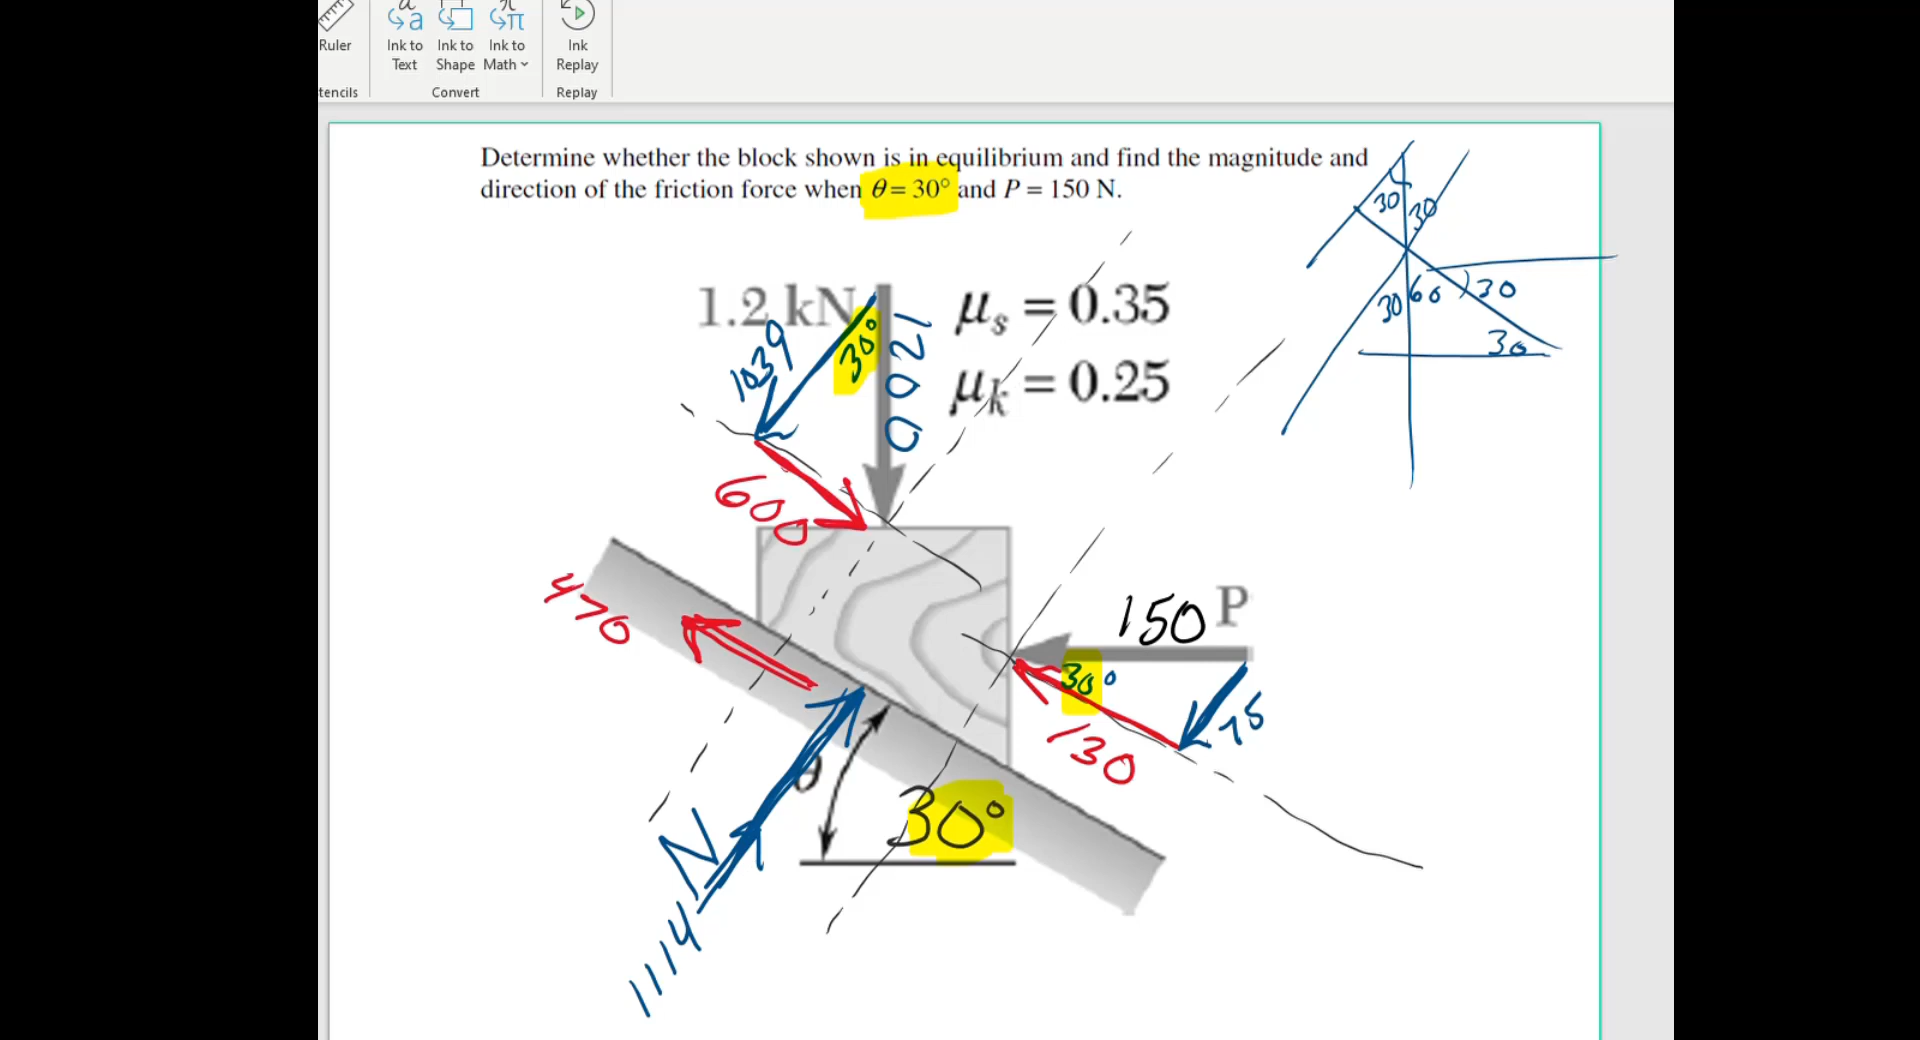 Ruler
Ink to Text
Ink to Shape
Ink to Math
Ink Replay
tencils
Convert
Replay
Determine whether the block shown is in equilibrium and find the magnitude and
direction of the friction force when θ = 30° and P = 150 N.
30
30
60
30
30
30
1.2 kN
μs = 0.35
μk = 0.25
1039
30°
1200
600
470
150 P
30°
130
75
θ
30°
N
1114